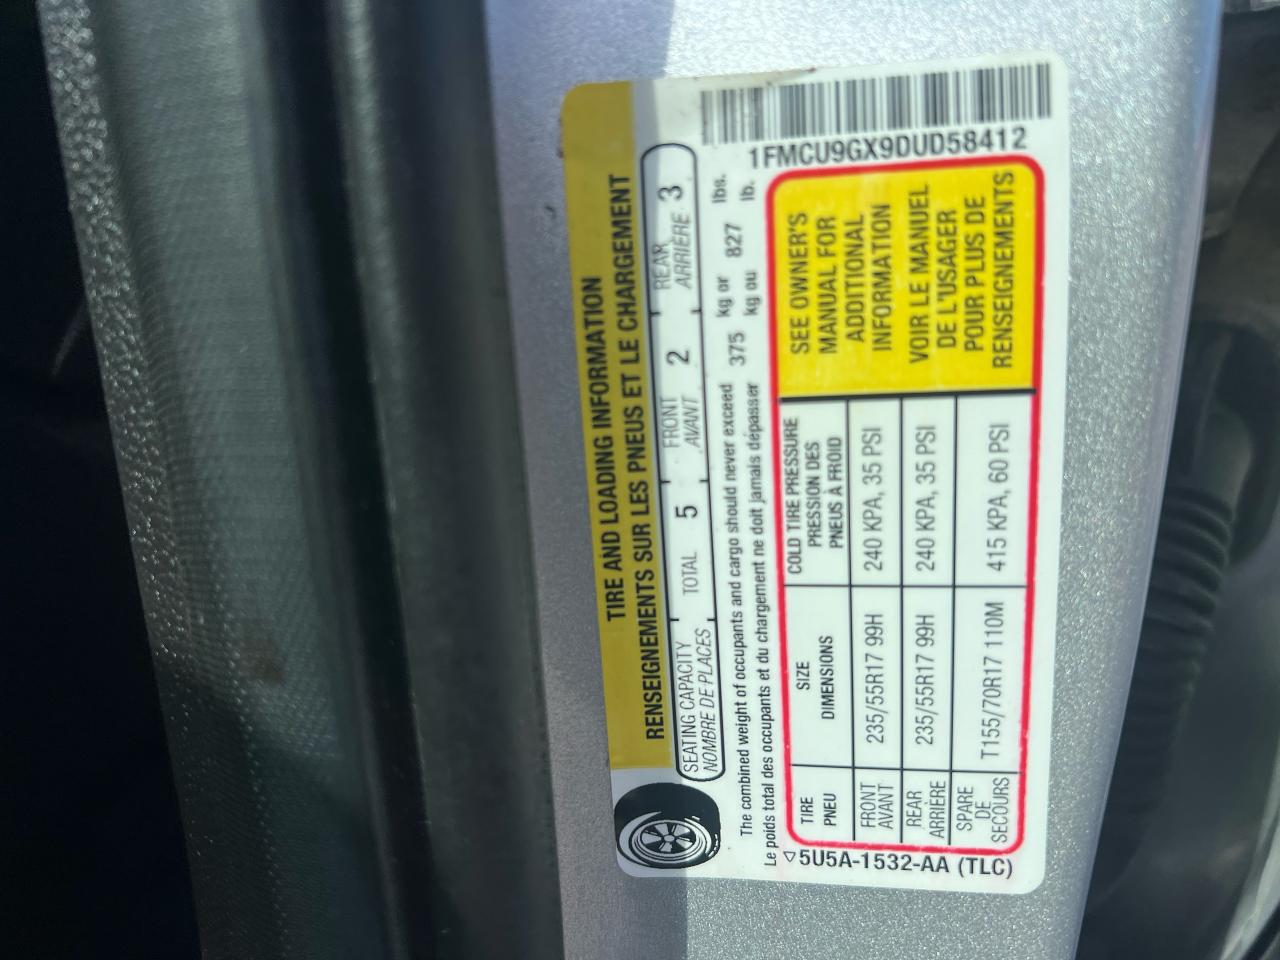 TIRE AND LOADING INFORMATION
RENSEIGNEMENTS SUR LES PNEUS ET LE CHARGEMENT
SEATING CAPACITY
NOMBRE DE PLACES
TOTAL 5
FRONT
AVANT
2
REAR
ARRIÈRE
3
The combined weight of occupants and cargo should never exceed 375 kg or 827 lbs.
Le poids total des occupants et du chargement ne doit jamais dépasser kg ou lb.
TIRE
PNEU
SIZE
DIMENSIONS
COLD TIRE PRESSURE
PRESSION DES
PNEUS À FROID
FRONT
AVANT
235/55R17 99H
240 KPA, 35 PSI
REAR
ARRIÈRE
235/55R17 99H
240 KPA, 35 PSI
SPARE
DE
SECOURS
T155/70R17 110M
415 KPA, 60 PSI
SEE OWNER'S
MANUAL FOR
ADDITIONAL
INFORMATION
VOIR LE MANUEL
DE L'USAGER
POUR PLUS DE
RENSEIGNEMENTS
1FMCU9GX9DUD58412
▽5U5A-1532-AA (TLC)